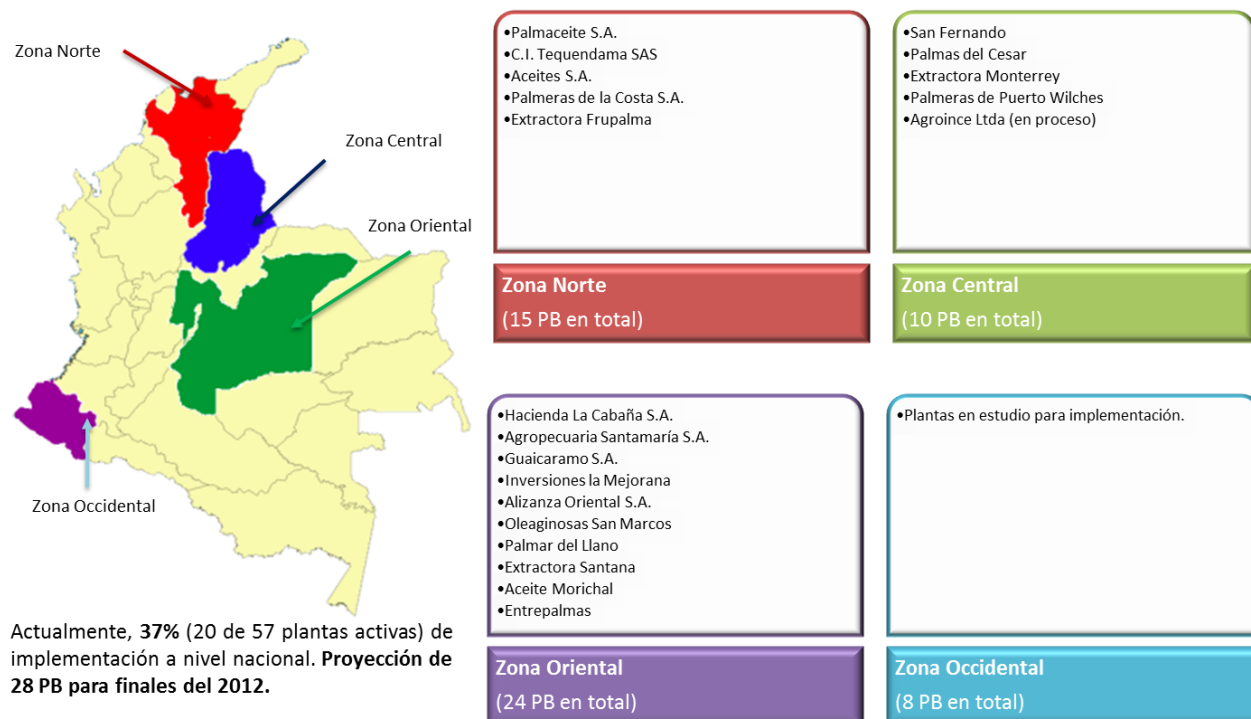 Zona Norte
Zona Central
Zona Oriental
Zona Occidental
Actualmente, 37% (20 de 57 plantas activas) de
implementación a nivel nacional. Proyección de
28 PB para finales del 2012.
•Palmaceite S.A.
•C.I. Tequendama SAS
•Aceites S.A.
•Palmeras de la Costa S.A.
•Extractora Frupalma
Zona Norte
(15 PB en total)
•San Fernando
•Palmas del Cesar
•Extractora Monterrey
•Palmeras de Puerto Wilches
•Agroince Ltda (en proceso)
Zona Central
(10 PB en total)
•Hacienda La Cabaña S.A.
•Agropecuaria Santamaría S.A.
•Guaicaramo S.A.
•Inversiones la Mejorana
•Alizanza Oriental S.A.
•Oleaginosas San Marcos
•Palmar del Llano
•Extractora Santana
•Aceite Morichal
•Entrepalmas
Zona Oriental
(24 PB en total)
•Plantas en estudio para implementación.
Zona Occidental
(8 PB en total)